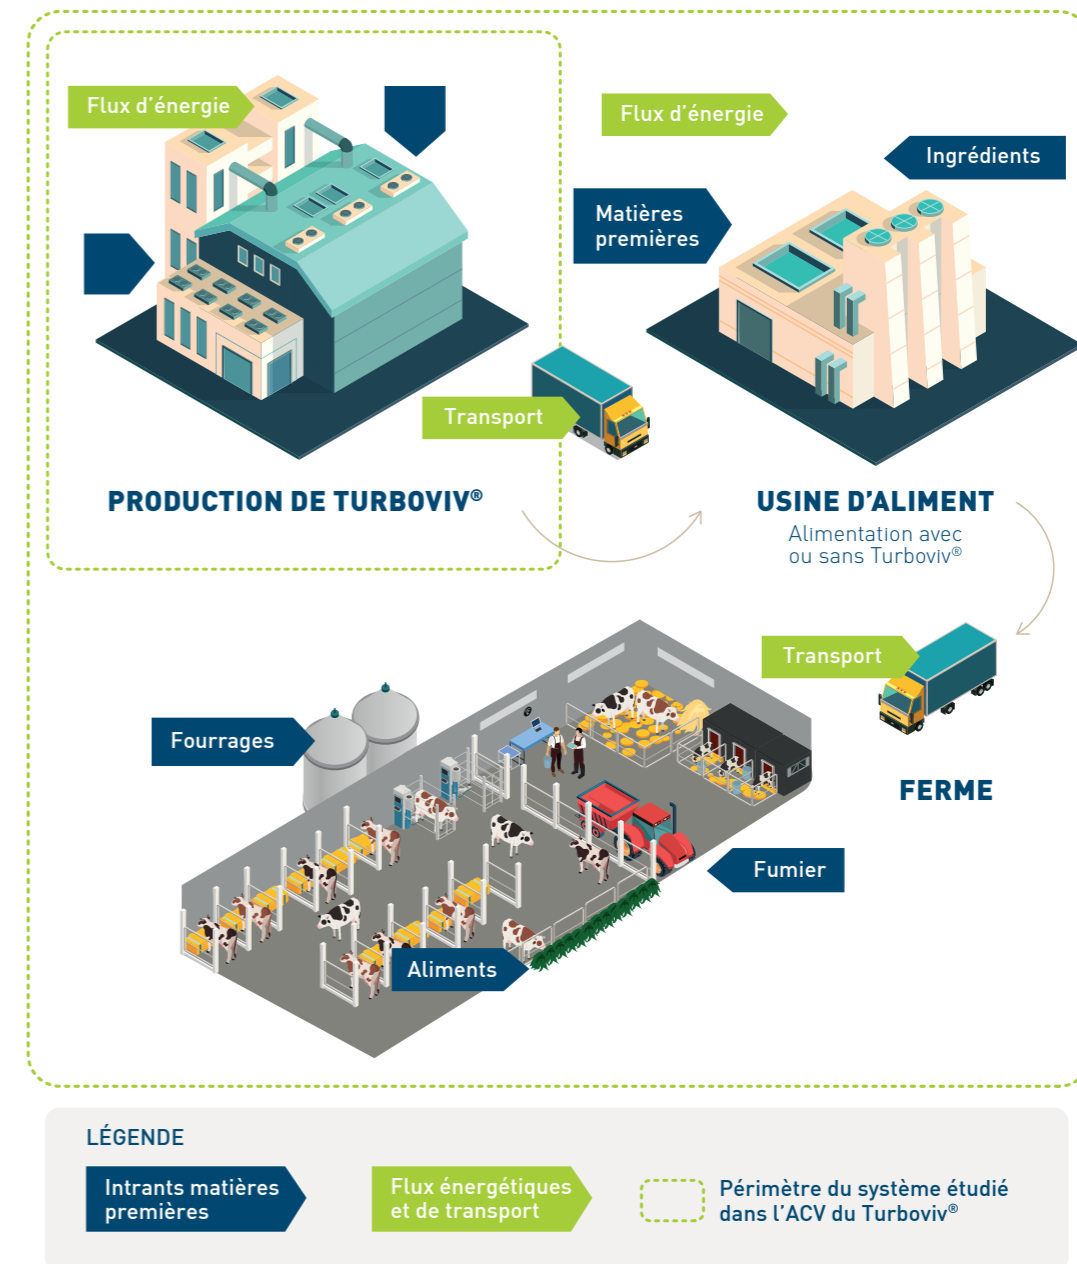 Flux d'énergie
Flux d'énergie
Ingrédients
Matières
premières
Transport
PRODUCTION DE TURBOVIV®
USINE D'ALIMENT
Alimentation avec
ou sans Turboviv®
Transport
Fourrages
FERME
Fumier
Aliments
LÉGENDE
Intrants matières
premières
Flux énergétiques
et de transport
Périmètre du système étudié
dans l'ACV du Turboviv®